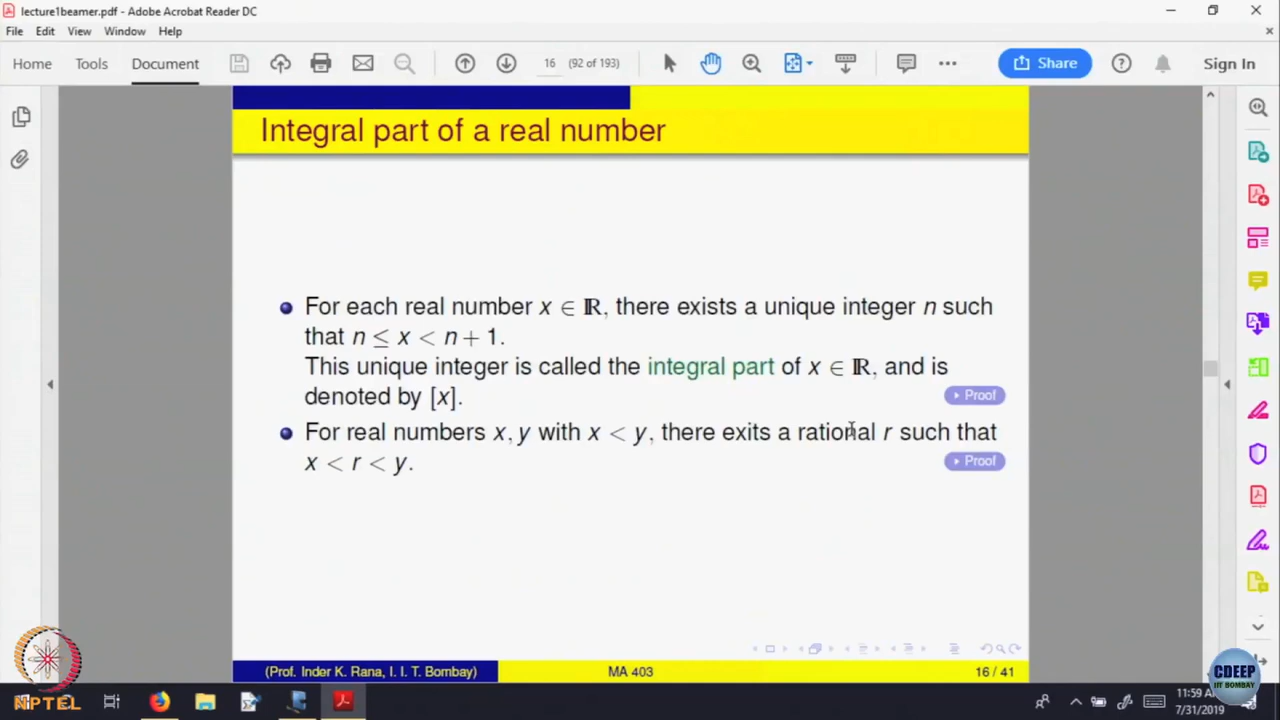 lecture1beamer.pdf - Adobe Acrobat Reader DC
File Edit View Window Help
Home Tools Document 16 (92 of 193) Share Sign In
Integral part of a real number
For each real number x ∈ ℝ, there exists a unique integer n such
that n ≤ x < n + 1.
This unique integer is called the integral part of x ∈ ℝ, and is
denoted by [x].
Proof
For real numbers x, y with x < y, there exits a rational r such that
x < r < y.
Proof
(Prof. Inder K. Rana, I. I. T. Bombay) MA 403 16 / 41
NPTEL
CDEEP
IIT BOMBAY
11:59
7/31/2019